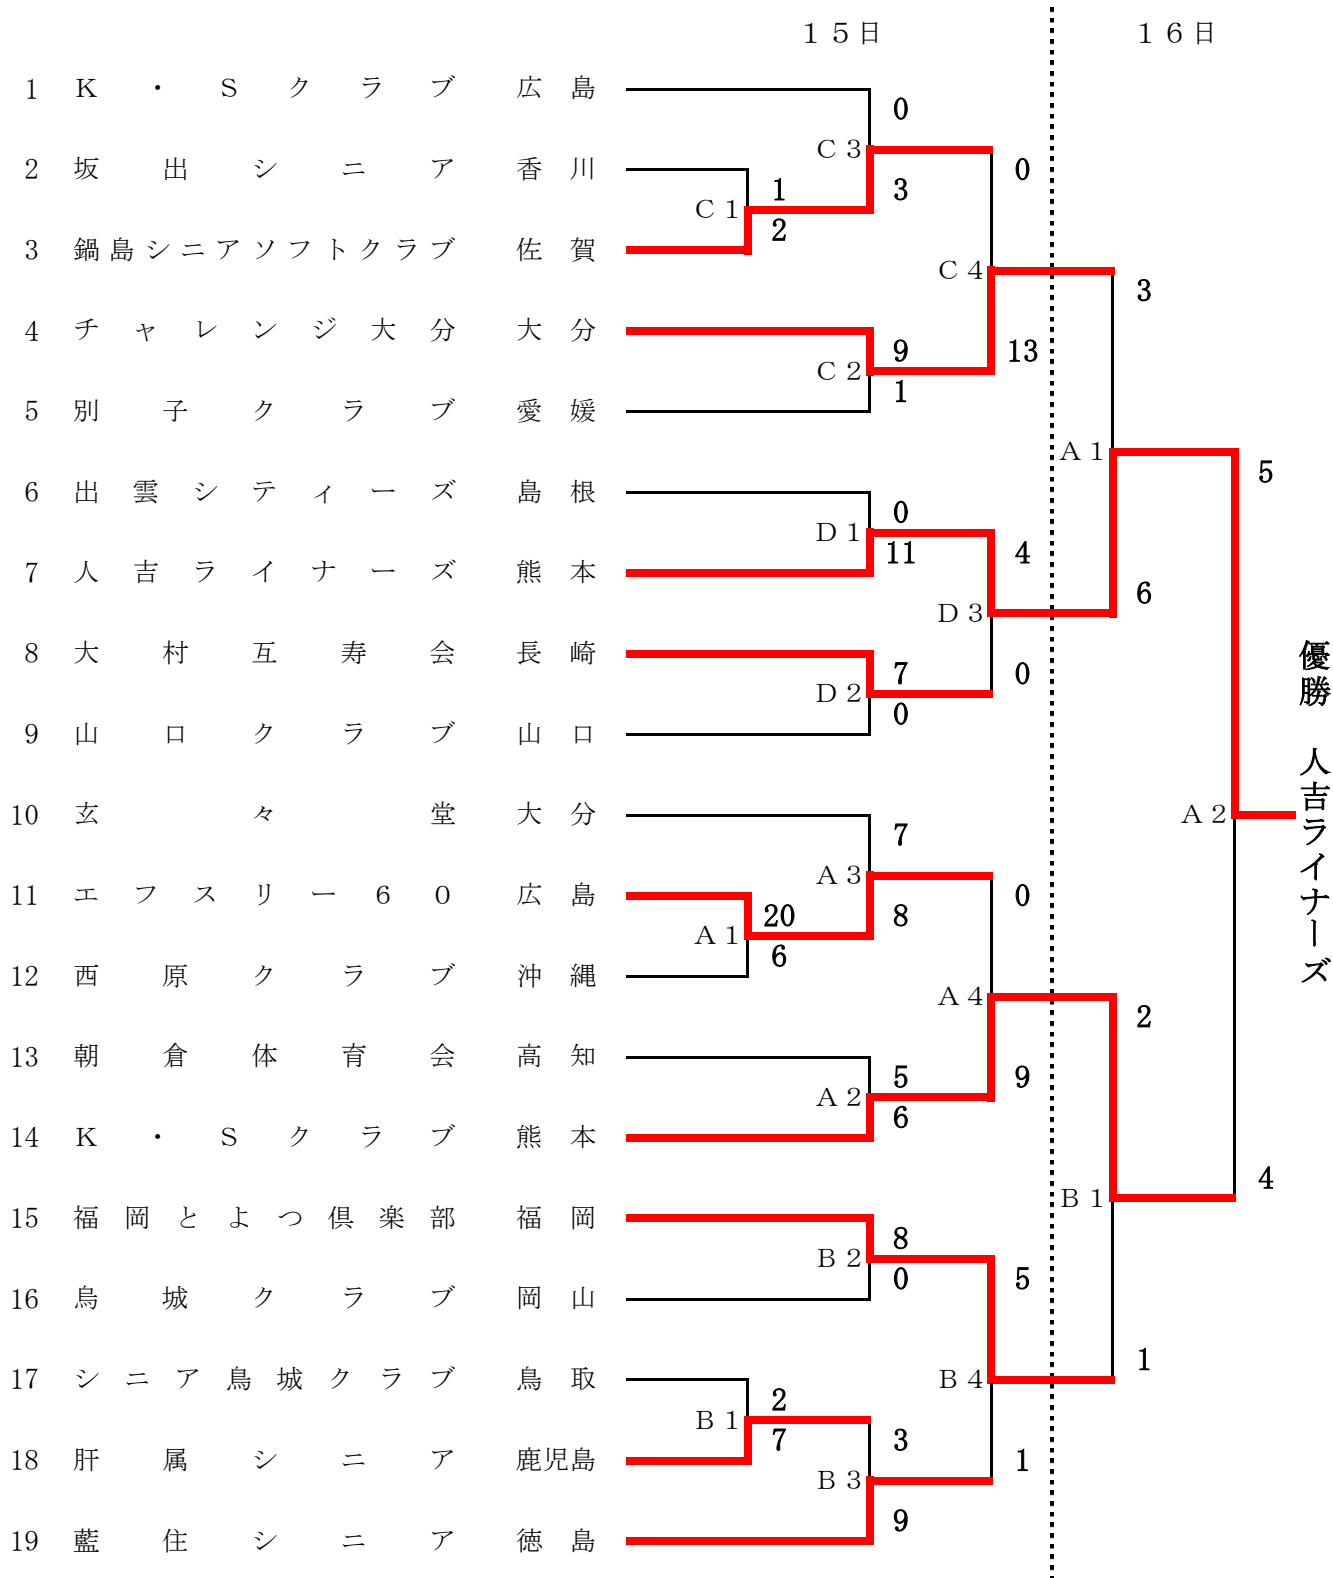 １５日 １６日
1 Ｋ・Ｓクラブ 広島
0
Ｃ３
2 坂出シニア 香川
0
1
3
Ｃ１
2
3 鍋島シニアソフトクラブ 佐賀
Ｃ４
3
4 チャレンジ大分 大分
9
13
Ｃ２
1
5 別子クラブ 愛媛
Ａ１
5
6 出雲シティーズ 島根
0
Ｄ１
11
4
7 人吉ライナーズ 熊本
6
Ｄ３
8 大村互寿会 長崎
7
0
Ｄ２
0
9 山口クラブ 山口
優勝 人吉ライナーズ
10 玄々堂 大分
Ａ２
7
Ａ３
11 エフスリー６０ 広島
0
20
8
Ａ１
6
12 西原クラブ 沖縄
Ａ４
2
13 朝倉体育会 高知
5
9
Ａ２
6
14 Ｋ・Ｓクラブ 熊本
4
Ｂ１
15 福岡とよつ倶楽部 福岡
8
Ｂ２
0
5
16 烏城クラブ 岡山
1
17 シニア鳥城クラブ 鳥取
Ｂ４
2
Ｂ１
7
3
18 肝属シニア 鹿児島
1
Ｂ３
9
19 藍住シニア 徳島